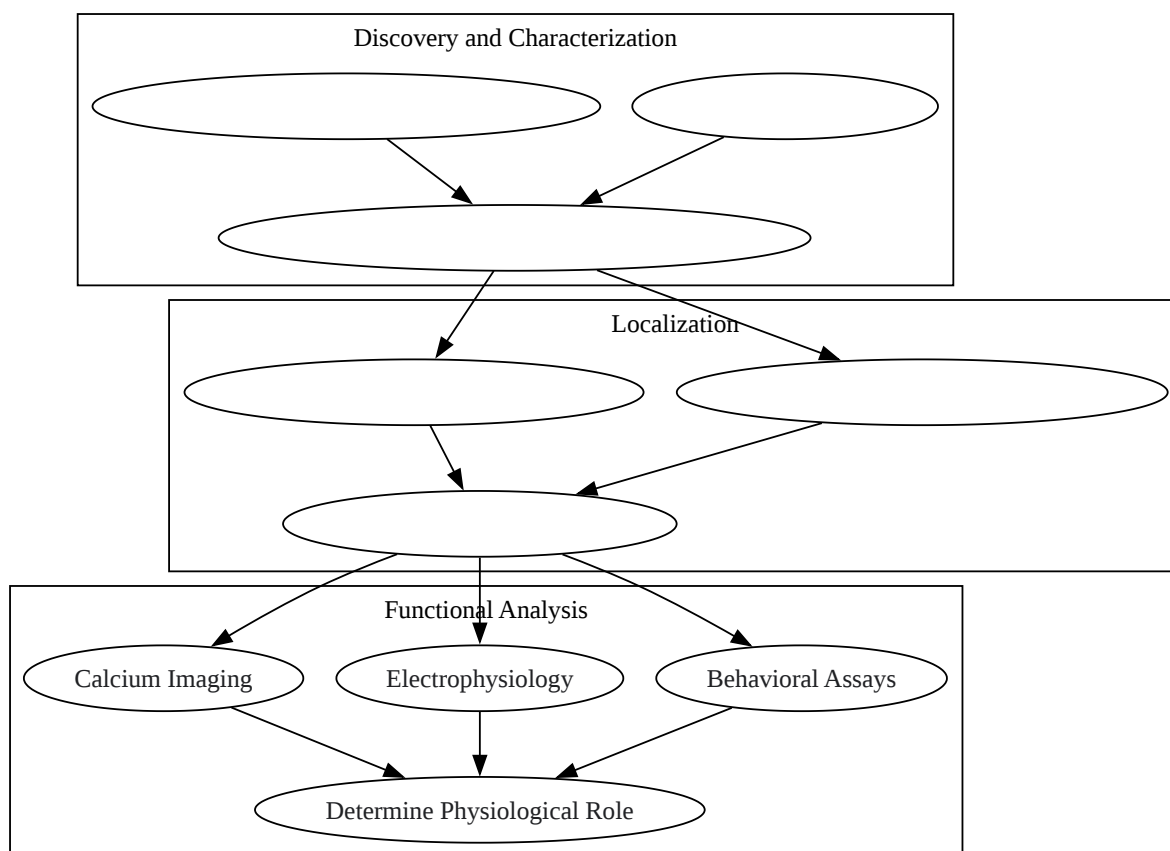 Discovery and Characterization
Localization
Functional Analysis
Calcium Imaging
Electrophysiology
Behavioral Assays
Determine Physiological Role